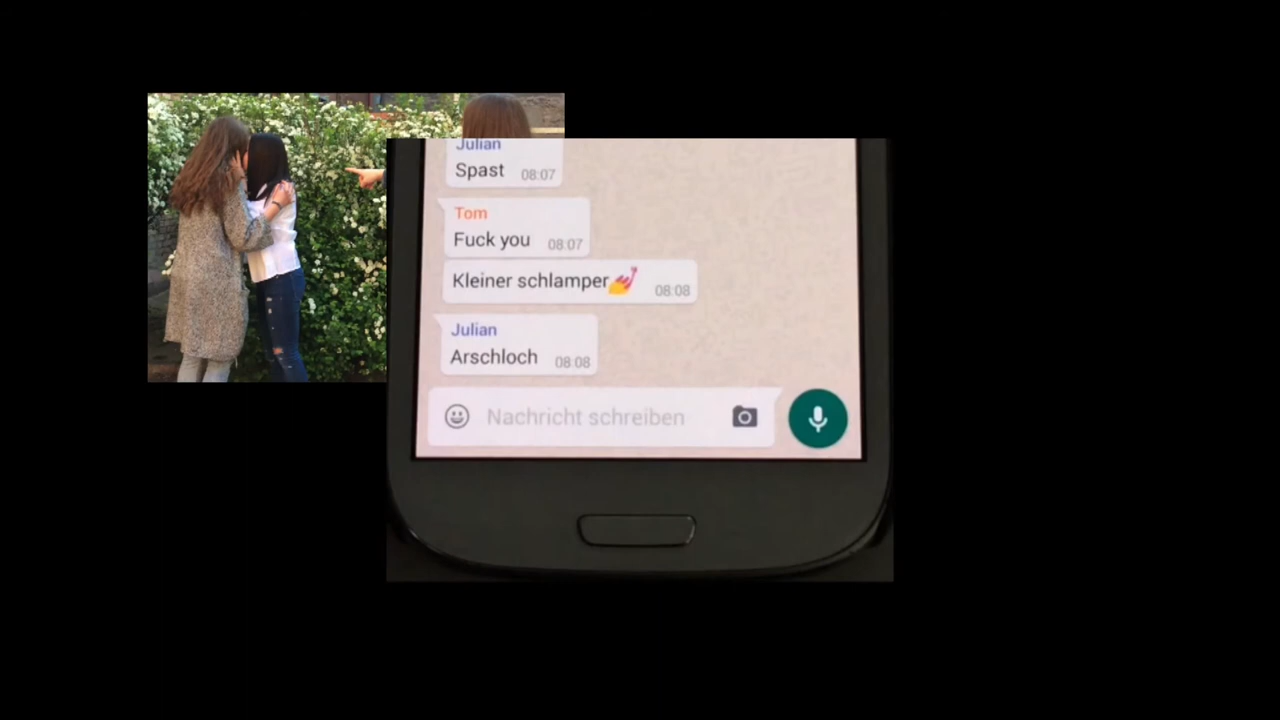 Julian
Spast 08:07
Tom
Fuck you 08:07
Kleiner schlamper💅 08:08
Julian
Arschloch 08:08
Nachricht schreiben